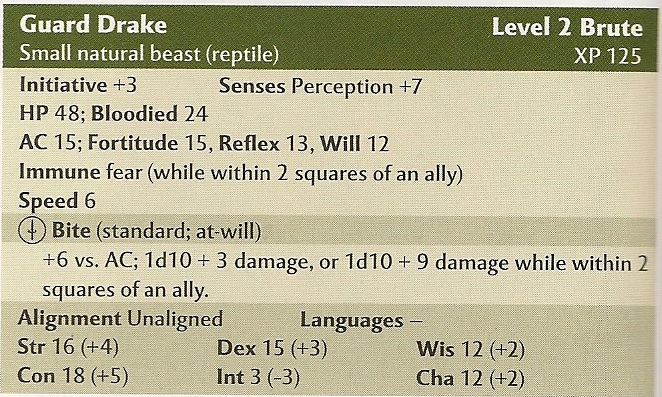 Guard Drake Level 2 Brute
Small natural beast (reptile) XP 125
Initiative +3 Senses Perception +7
HP 48; Bloodied 24
AC 15; Fortitude 15, Reflex 13, Will 12
Immune fear (while within 2 squares of an ally)
Speed 6
Bite (standard; at-will)
+6 vs. AC; 1d10 + 3 damage, or 1d10 + 9 damage while within 2
squares of an ally.
Alignment Unaligned Languages –
Str 16 (+4) Dex 15 (+3) Wis 12 (+2)
Con 18 (+5) Int 3 (-3) Cha 12 (+2)